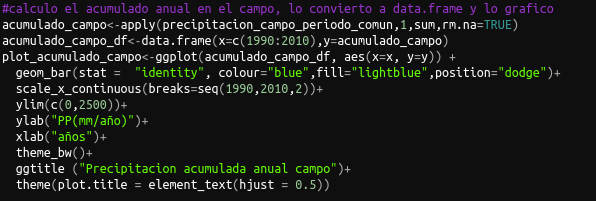 #calculo el acumulado anual en el campo, lo convierto a data.frame y lo grafico
acumulado_campo<-apply(precipitacion_campo_periodo_comun,1,sum,rm.na=TRUE)
acumulado_campo_df<-data.frame(x=c(1990:2010),y=acumulado_campo)
plot_acumulado_campo<-ggplot(acumulado_campo_df, aes(x=x, y=y)) +
  geom_bar(stat =  "identity", colour="blue",fill="lightblue",position="dodge")+
  scale_x_continuous(breaks=seq(1990,2010,2))+
  ylim(c(0,2500))+
  ylab("PP(mm/año)")+
  xlab("años")+
  theme_bw()+
  ggtitle ("Precipitacion acumulada anual campo")+
  theme(plot.title = element_text(hjust = 0.5))